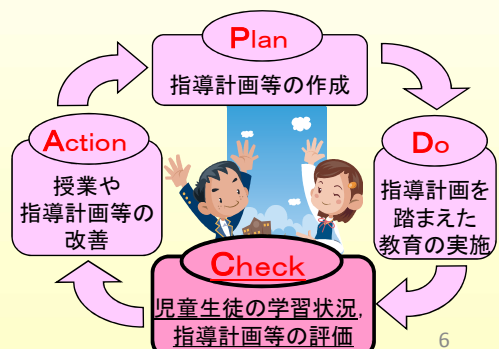 Plan
指導計画等の作成
Do
指導計画を
踏まえた
教育の実施
Check
児童生徒の学習状況,
指導計画等の評価
Action
授業や
指導計画等の
改善
6